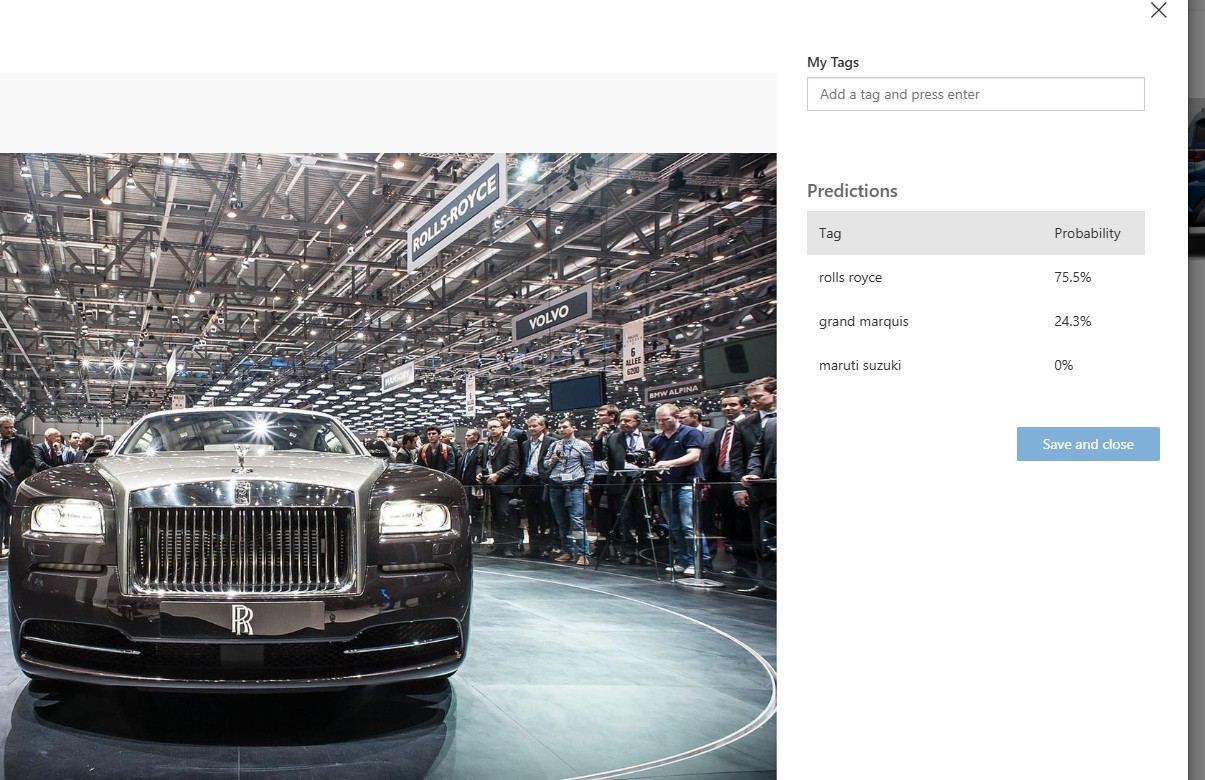 My Tags
Add a tag and press enter
Predictions
Tag Probability
rolls royce 75.5%
grand marquis 24.3%
maruti suzuki 0%
Save and close
ROLLS-ROYCE
VOLVO
6
ALLEE
6200
BMW ALPINA
RR